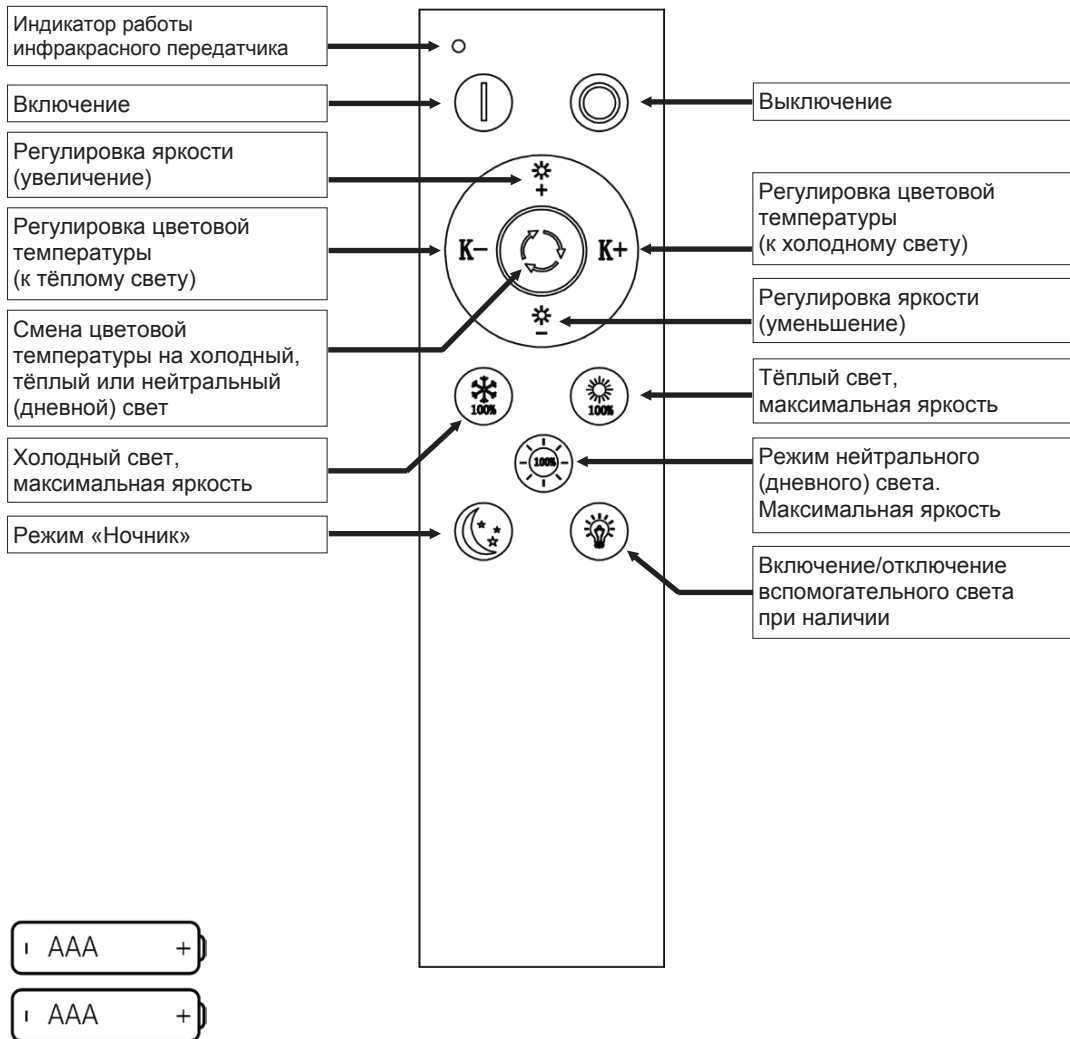 Индикатор работы
инфракрасного передатчика
Включение
Выключение
Регулировка яркости
(увеличение)
+
Регулировка цветовой
температуры
(к тёплому свету)
K−
K+
Регулировка цветовой
температуры
(к холодному свету)
−
Регулировка яркости
(уменьшение)
Смена цветовой
температуры на холодный,
тёплый или нейтральный
(дневной) свет
100%
100%
Тёплый свет,
максимальная яркость
Холодный свет,
максимальная яркость
100%
Режим нейтрального
(дневного) света.
Максимальная яркость
Режим «Ночник»
Включение/отключение
вспомогательного света
при наличии
− AAA +
− AAA +